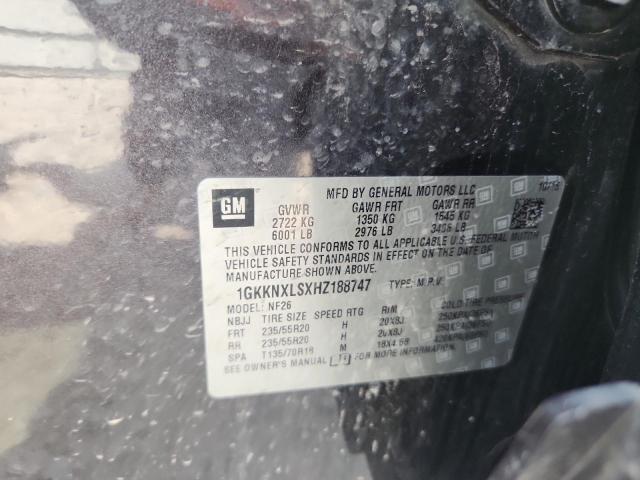 GM
MFD BY GENERAL MOTORS LLC
GVWR GAWR FRT GAWR RR
2722 KG 1350 KG 1545 KG
6001 LB 2976 LB LB
THIS VEHICLE CONFORMS TO ALL APPLICABLE U.S. FEDERAL MOTOR
VEHICLE SAFETY STANDARDS IN EFFECT ON THE DATE OF
MANUFACTURE SHOWN ABOVE.
1GKKNXLSXHZ188747 TYPE: M.P.V.
MODEL: NF26
NBJJ TIRE SIZE SPEED RTG RIM COLD TIRE PRESSURE
FRT 235/55R20 H 20X8J
RR 235/55R20 H 20X8J
SPA T135/70R18 M 18X4.5B
SEE OWNER'S MANUAL